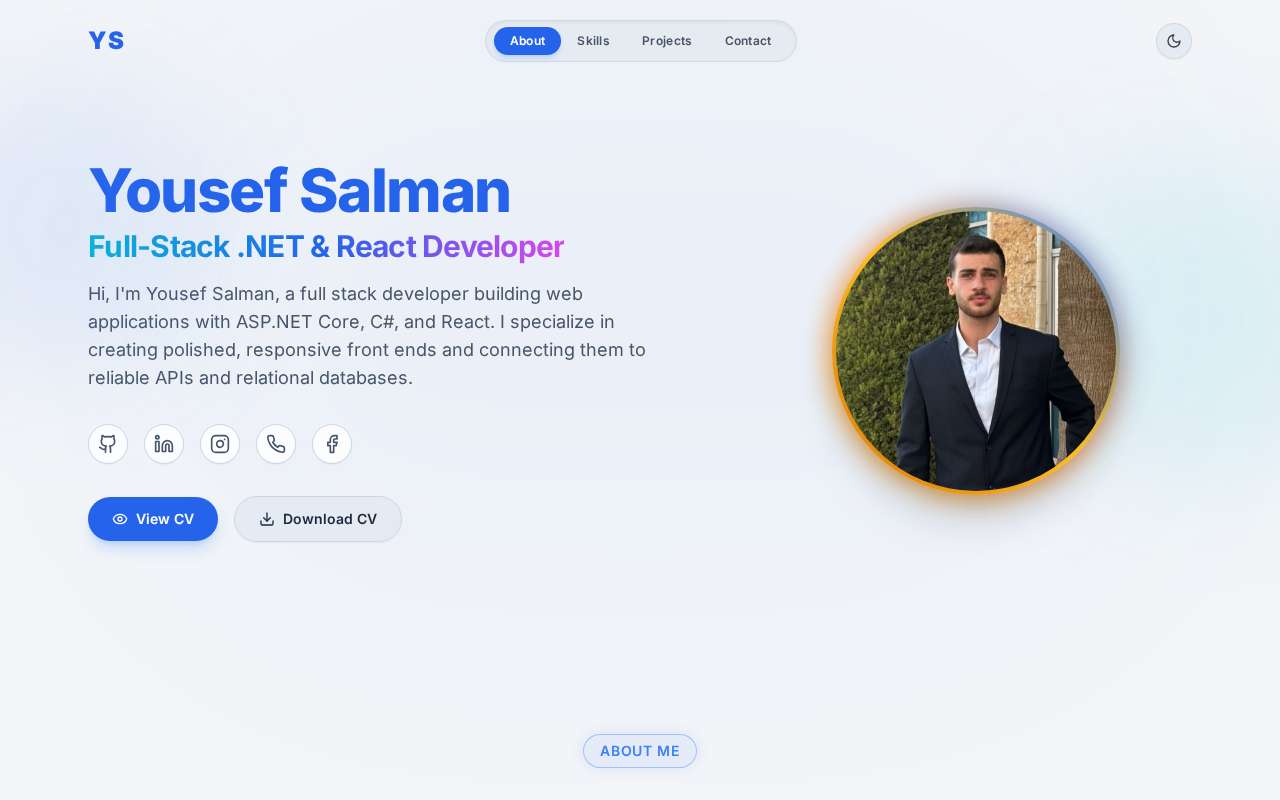 YS
About
Skills
Projects
Contact
Yousef Salman
Full-Stack .NET & React Developer
Hi, I'm Yousef Salman, a full stack developer building web
applications with ASP.NET Core, C#, and React. I specialize in
creating polished, responsive front ends and connecting them to
reliable APIs and relational databases.
View CV
Download CV
ABOUT ME